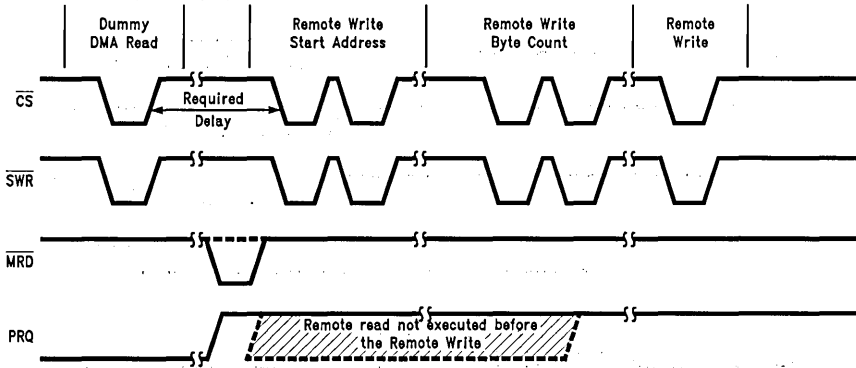 Dummy
DMA Read
Remote Write
Start Address
Remote Write
Byte Count
Remote
Write
CS
Required
Delay
SWR
MRD
PRQ
Remote read not executed before
the Remote Write